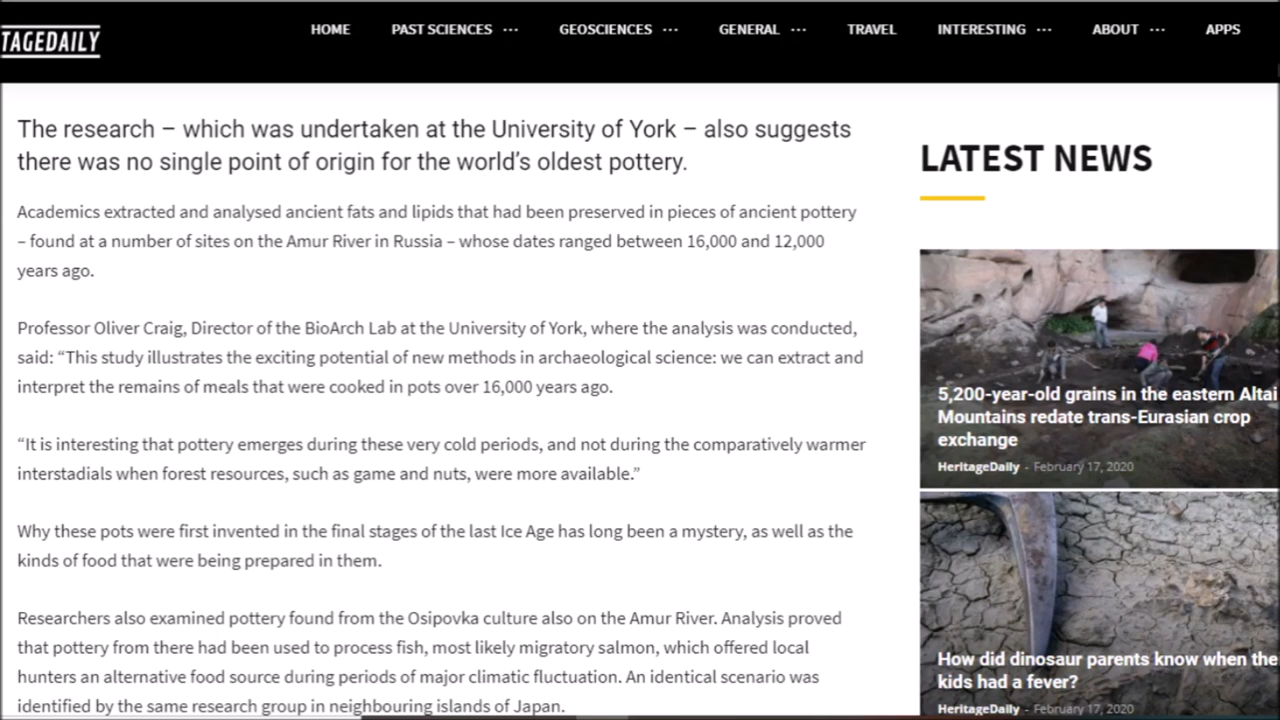 TAGEDAILY
HOME PAST SCIENCES ··· GEOSCIENCES ··· GENERAL ··· TRAVEL INTERESTING ··· ABOUT ··· APPS
The research – which was undertaken at the University of York – also suggests
there was no single point of origin for the world’s oldest pottery.
Academics extracted and analysed ancient fats and lipids that had been preserved in pieces of ancient pottery
– found at a number of sites on the Amur River in Russia – whose dates ranged between 16,000 and 12,000
years ago.
Professor Oliver Craig, Director of the BioArch Lab at the University of York, where the analysis was conducted,
said: “This study illustrates the exciting potential of new methods in archaeological science: we can extract and
interpret the remains of meals that were cooked in pots over 16,000 years ago.
“It is interesting that pottery emerges during these very cold periods, and not during the comparatively warmer
interstadials when forest resources, such as game and nuts, were more available.”
Why these pots were first invented in the final stages of the last Ice Age has long been a mystery, as well as the
kinds of food that were being prepared in them.
Researchers also examined pottery found from the Osipovka culture also on the Amur River. Analysis proved
that pottery from there had been used to process fish, most likely migratory salmon, which offered local
hunters an alternative food source during periods of major climatic fluctuation. An identical scenario was
identified by the same research group in neighbouring islands of Japan.
LATEST NEWS
5,200-year-old grains in the eastern Altai
Mountains redate trans-Eurasian crop
exchange
HeritageDaily - February 17, 2020
How did dinosaur parents know when the
kids had a fever?
HeritageDaily - February 17, 2020